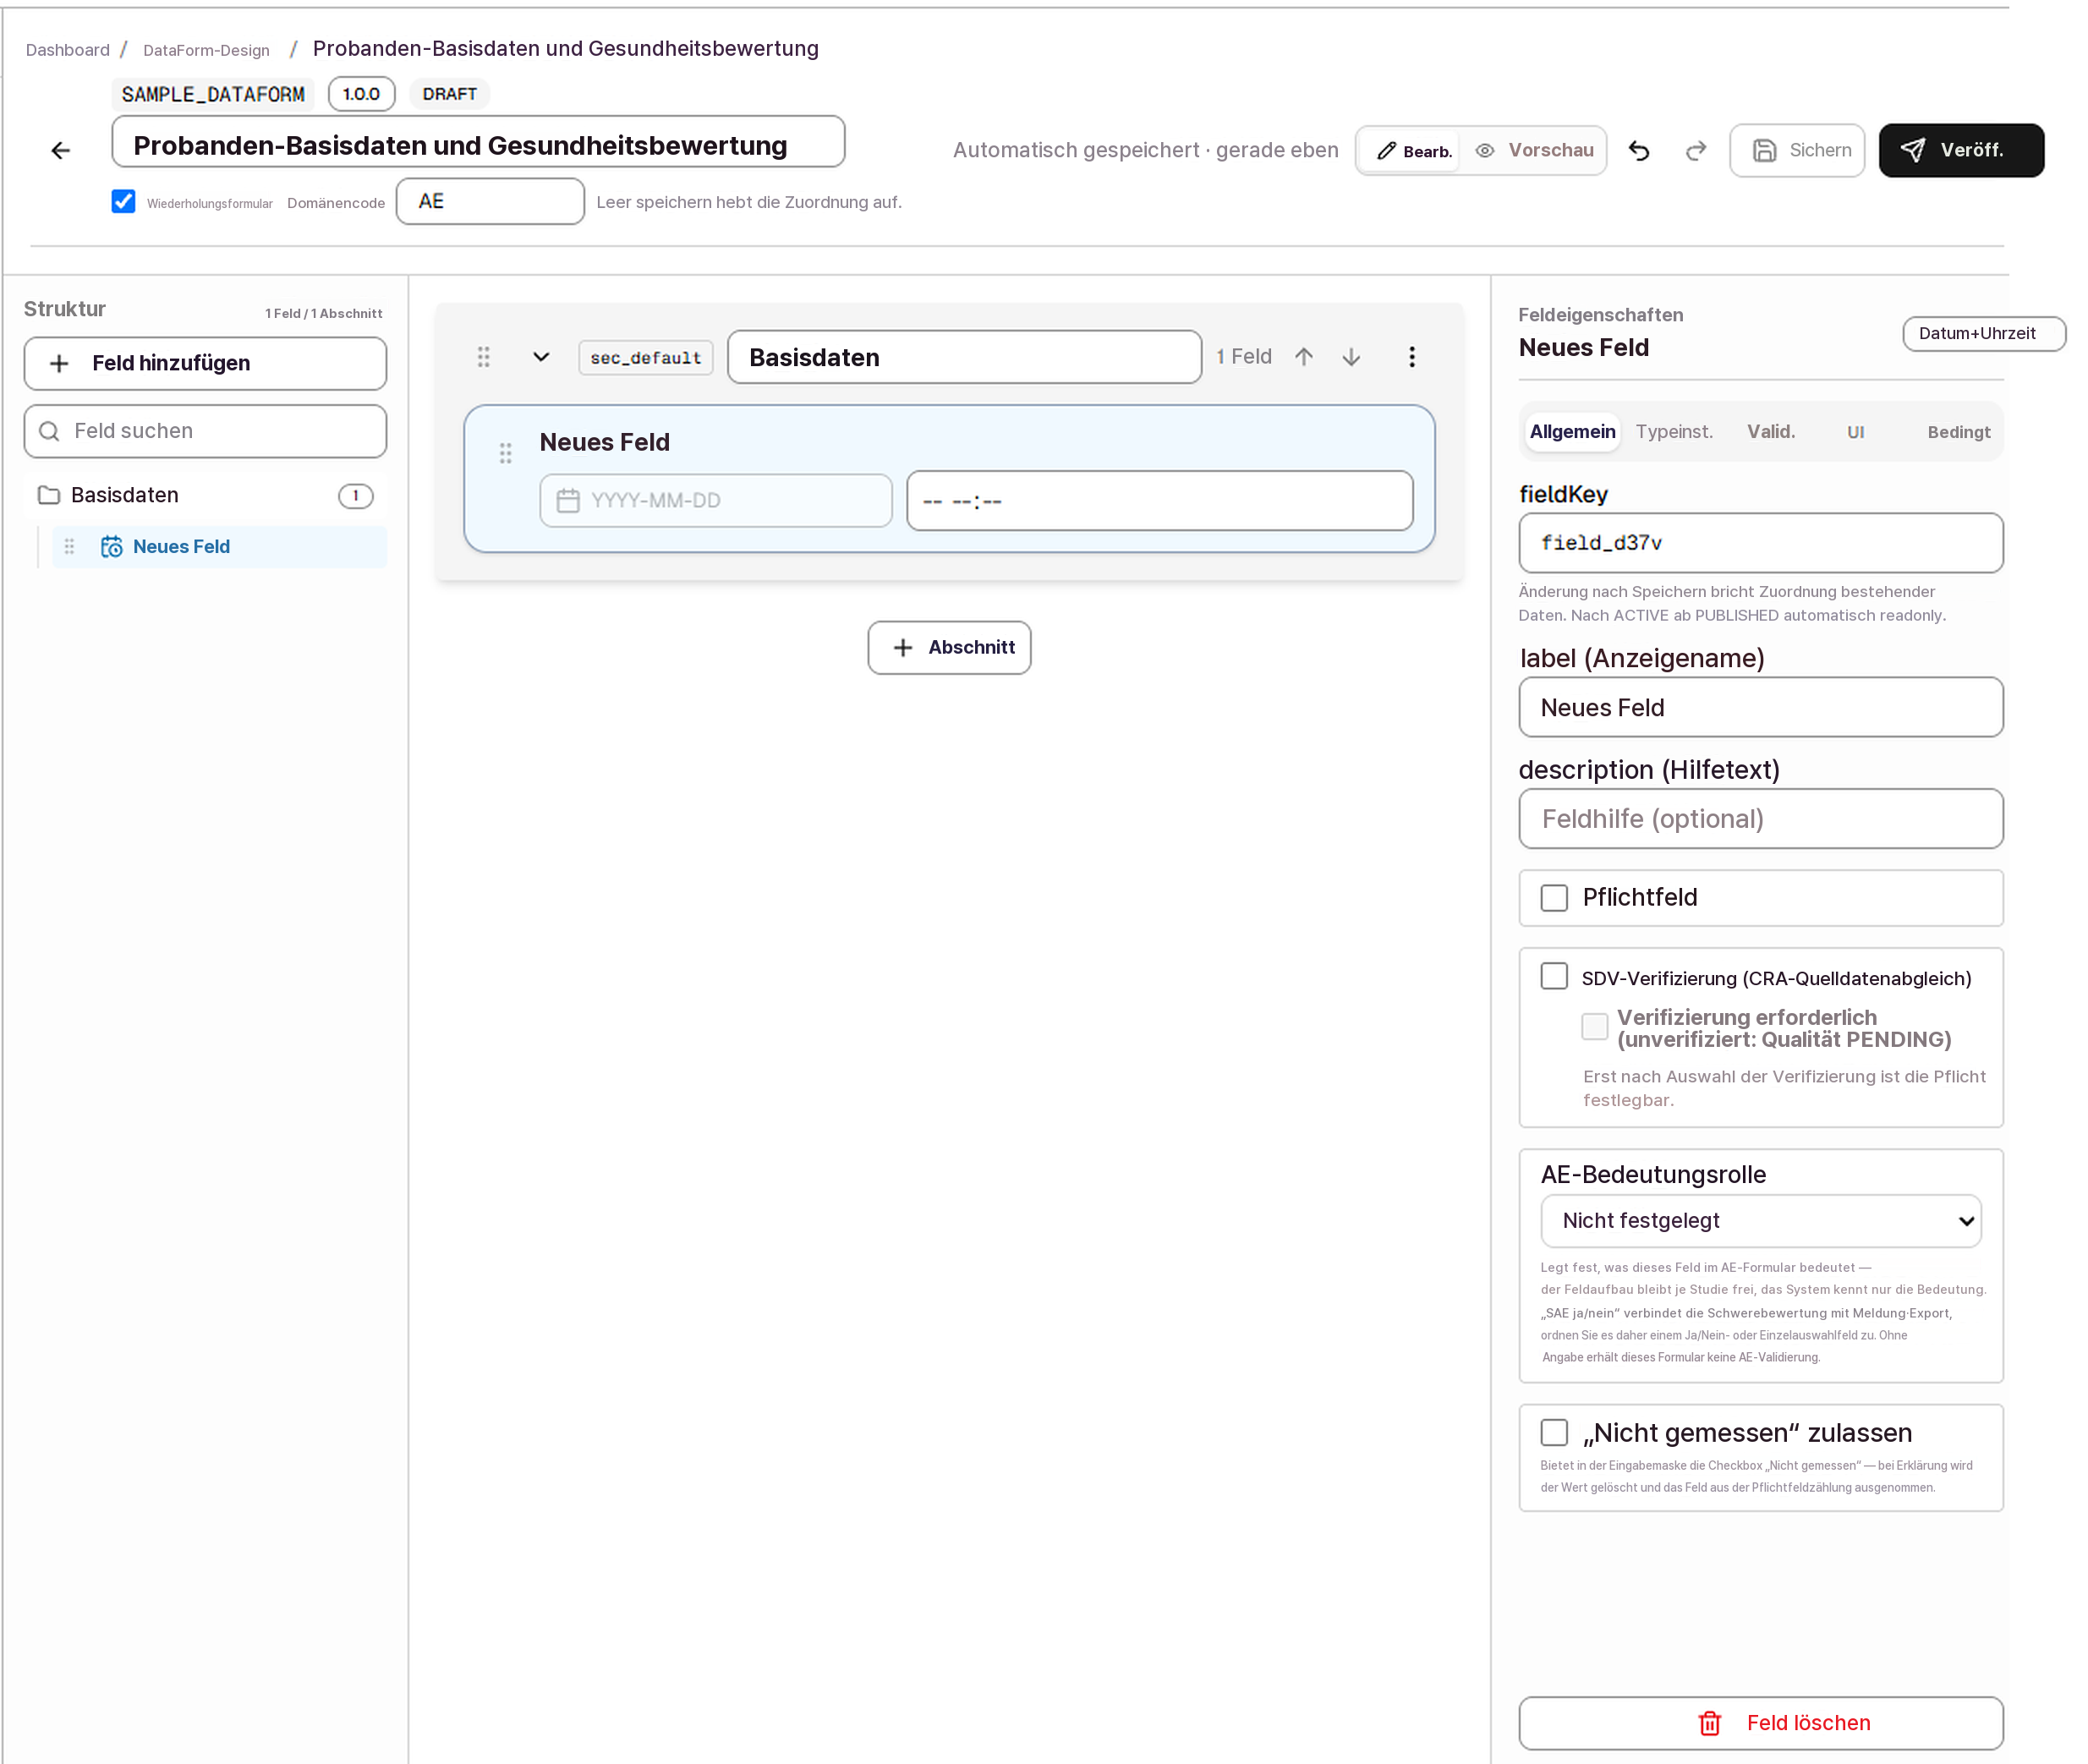 Dashboard / DataForm-Design / Probanden-Basisdaten und Gesundheitsbewertung
SAMPLE_DATAFORM 1.0.0 DRAFT
Probanden-Basisdaten und Gesundheitsbewertung
Automatisch gespeichert · gerade eben
Bearb.
Vorschau
Sichern
Veröff.
Wiederholungsformular
Domänencode
AE
Leer speichern hebt die Zuordnung auf.
Struktur
1 Feld / 1 Abschnitt
Feld hinzufügen
Feld suchen
Basisdaten
1
Neues Feld
sec_default
Basisdaten
1 Feld
Neues Feld
YYYY-MM-DD
-- --:--
Abschnitt
Feldeigenschaften
Neues Feld
Datum+Uhrzeit
Allgemein
Typeinst.
Valid.
UI
Bedingt
fieldKey
field_d37v
Änderung nach Speichern bricht Zuordnung bestehender
Daten. Nach ACTIVE ab PUBLISHED automatisch readonly.
label (Anzeigename)
Neues Feld
description (Hilfetext)
Feldhilfe (optional)
Pflichtfeld
SDV-Verifizierung (CRA-Quelldatenabgleich)
Verifizierung erforderlich
(unverifiziert: Qualität PENDING)
Erst nach Auswahl der Verifizierung ist die Pflicht
festlegbar.
AE-Bedeutungsrolle
Nicht festgelegt
Legt fest, was dieses Feld im AE-Formular bedeutet —
der Feldaufbau bleibt je Studie frei, das System kennt nur die Bedeutung.
„SAE ja/nein“ verbindet die Schwerebewertung mit Meldung·Export,
ordnen Sie es daher einem Ja/Nein- oder Einzelauswahlfeld zu. Ohne
Angabe erhält dieses Formular keine AE-Validierung.
„Nicht gemessen“ zulassen
Bietet in der Eingabemaske die Checkbox „Nicht gemessen“ — bei Erklärung wird
der Wert gelöscht und das Feld aus der Pflichtfeldzählung ausgenommen.
Feld löschen